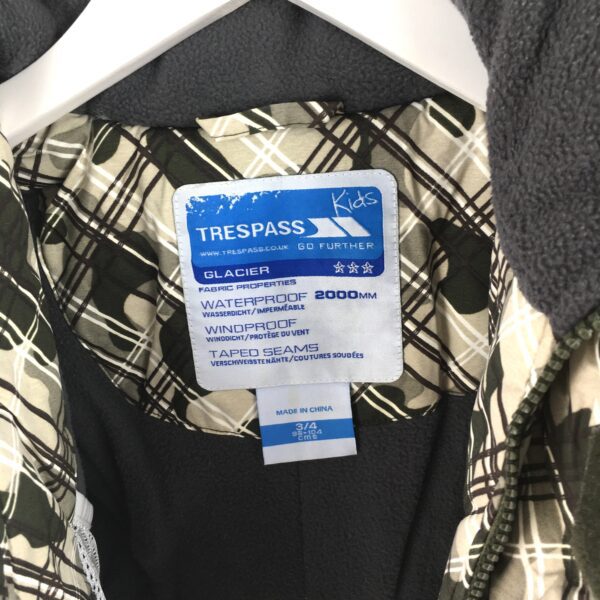 Kids
TRESPASS
WWW.TRESPASS.CO.UK GO FURTHER
GLACIER
FABRIC PROPERTIES
WATERPROOF 2000MM
WASSERDICHT/IMPERMÉABLE
WINDPROOF
WINDDICHT/PROTÈGE DU VENT
TAPED SEAMS
VERSCHWEISSTE NÄHTE/COUTURES SOUDÉES
MADE IN CHINA
3/4
98-104
CMS